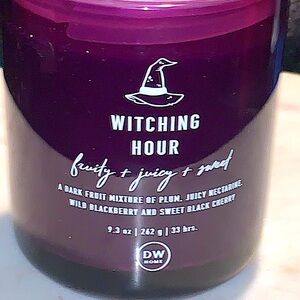 WITCHING
HOUR
fruity + juicy + sweet
A DARK FRUIT MIXTURE OF PLUM, JUICY NECTARINE,
WILD BLACKBERRY AND SWEET BLACK CHERRY
9.3 oz | 262 g | 33 hrs.
DW
HOME